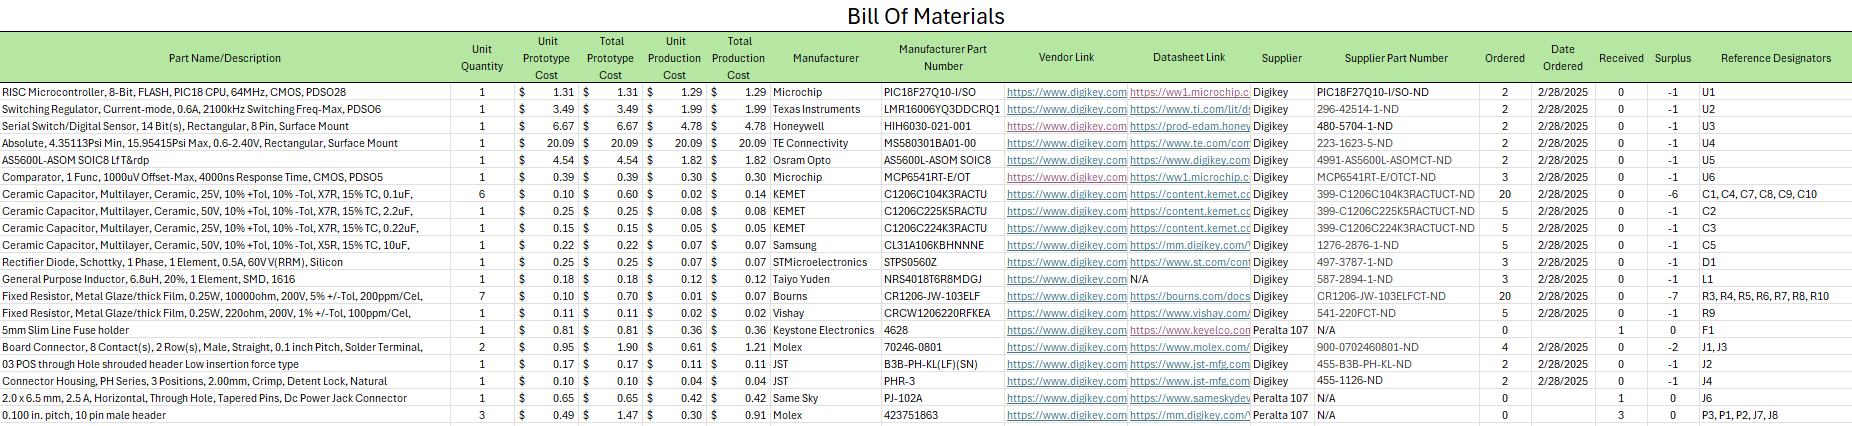 Bill Of Materials
Part Name/Description Unit Quantity Unit Prototype Cost Total Prototype Cost Unit Production Cost Total Production Cost Manufacturer Manufacturer Part Number Vendor Link Datasheet Link Supplier Supplier Part Number Ordered Date Ordered Received Surplus Reference Designators
RISC Microcontroller, 8-Bit, FLASH, PIC18 CPU, 64MHz, CMOS, PDSO28 1 $ 1.31 $ 1.31 $ 1.29 $ 1.29 Microchip PIC18F27Q10-I/SO https://www.digikey.com https://ww1.microchip.c Digikey PIC18F27Q10-I/SO-ND 2 2/28/2025 0 -1 U1
Switching Regulator, Current-mode, 0.6A, 2100kHz Switching Freq-Max, PDSO6 1 $ 3.49 $ 3.49 $ 1.99 $ 1.99 Texas Instruments LMR16006YQ3DDCRQ1 https://www.digikey.com https://www.ti.com/lit/ds Digikey 296-42514-1-ND 2 2/28/2025 0 -1 U2
Serial Switch/Digital Sensor, 14 Bit(s), Rectangular, 8 Pin, Surface Mount 1 $ 6.67 $ 6.67 $ 4.78 $ 4.78 Honeywell HIH6030-021-001 https://www.digikey.com https://prod-edam.honey Digikey 480-5704-1-ND 2 2/28/2025 0 -1 U3
Absolute, 4.35113Psi Min, 15.95415Psi Max, 0.6-2.40V, Rectangular, Surface Mount 1 $ 20.09 $ 20.09 $ 20.09 $ 20.09 TE Connectivity MS580301BA01-00 https://www.digikey.com https://www.te.com/com Digikey 223-1623-5-ND 2 2/28/2025 0 -1 U4
AS5600L-ASOM SOIC8 Lf T&rdp 1 $ 4.54 $ 4.54 $ 1.82 $ 1.82 Osram Opto AS5600L-ASOM SOIC8 https://www.digikey.com https://www.digikey.com Digikey 4991-AS5600L-ASOMCT-ND 2 2/28/2025 0 -1 U5
Comparator, 1 Func, 1000uV Offset-Max, 4000ns Response Time, CMOS, PDSO5 1 $ 0.39 $ 0.39 $ 0.30 $ 0.30 Microchip MCP6541RT-E/OT https://www.digikey.com https://ww1.microchip.c Digikey MCP6541RT-E/OTCT-ND 3 2/28/2025 0 -1 U6
Ceramic Capacitor, Multilayer, Ceramic, 25V, 10% +Tol, 10% -Tol, X7R, 15% TC, 0.1uF, 6 $ 0.10 $ 0.60 $ 0.02 $ 0.14 KEMET C1206C104K3RACTU https://www.digikey.com https://content.kemet.cc Digikey 399-C1206C104K3RACTUCT-ND 20 2/28/2025 0 -6 C1, C4, C7, C8, C9, C10
Ceramic Capacitor, Multilayer, Ceramic, 50V, 10% +Tol, 10% -Tol, X7R, 15% TC, 2.2uF, 1 $ 0.25 $ 0.25 $ 0.08 $ 0.08 KEMET C1206C225K5RACTU https://www.digikey.com https://content.kemet.cc Digikey 399-C1206C225K5RACTUCT-ND 5 2/28/2025 0 -1 C2
Ceramic Capacitor, Multilayer, Ceramic, 25V, 10% +Tol, 10% -Tol, X7R, 15% TC, 0.22uF, 1 $ 0.15 $ 0.15 $ 0.05 $ 0.05 KEMET C1206C224K3RACTU https://www.digikey.com https://content.kemet.cc Digikey 399-C1206C224K3RACTUCT-ND 5 2/28/2025 0 -1 C3
Ceramic Capacitor, Multilayer, Ceramic, 50V, 10% +Tol, 10% -Tol, X5R, 15% TC, 10uF, 1 $ 0.22 $ 0.22 $ 0.07 $ 0.07 Samsung CL31A106KBHNNNE https://www.digikey.com https://mm.digikey.com/ Digikey 1276-2876-1-ND 5 2/28/2025 0 -1 C5
Rectifier Diode, Schottky, 1 Phase, 1 Element, 0.5A, 60V V(RRM), Silicon 1 $ 0.25 $ 0.25 $ 0.07 $ 0.07 STMicroelectronics STPS0560Z https://www.digikey.com https://www.st.com/cont Digikey 497-3787-1-ND 3 2/28/2025 0 -1 D1
General Purpose Inductor, 6.8uH, 20%, 1 Element, SMD, 1616 1 $ 0.18 $ 0.18 $ 0.12 $ 0.12 Taiyo Yuden NRS4018T6R8MDGJ https://www.digikey.com N/A Digikey 587-2894-1-ND 3 2/28/2025 0 -1 L1
Fixed Resistor, Metal Glaze/thick Film, 0.25W, 10000ohm, 200V, 5% +/-Tol, 200ppm/Cel, 7 $ 0.10 $ 0.70 $ 0.01 $ 0.07 Bourns CR1206-JW-103ELF https://www.digikey.com https://bourns.com/docs Digikey CR1206-JW-103ELFCT-ND 20 2/28/2025 0 -7 R3, R4, R5, R6, R7, R8, R10
Fixed Resistor, Metal Glaze/thick Film, 0.25W, 220ohm, 200V, 1% +/-Tol, 100ppm/Cel, 1 $ 0.11 $ 0.11 $ 0.02 $ 0.02 Vishay CRCW1206220RFKEA https://www.digikey.com https://www.vishay.com/ Digikey 541-220FCT-ND 5 2/28/2025 0 -1 R9
5mm Slim Line Fuse holder 1 $ 0.81 $ 0.81 $ 0.36 $ 0.36 Keystone Electronics 4628 https://www.digikey.com https://www.keyelco.com Peralta 107 N/A 0 1 0 F1
Board Connector, 8 Contact(s), 2 Row(s), Male, Straight, 0.1 inch Pitch, Solder Terminal, 2 $ 0.95 $ 1.90 $ 0.61 $ 1.21 Molex 70246-0801 https://www.digikey.com https://www.molex.com/ Digikey 900-0702460801-ND 4 2/28/2025 0 -2 J1, J3
03 POS through Hole shrouded header Low insertion force type 1 $ 0.17 $ 0.17 $ 0.11 $ 0.11 JST B3B-PH-KL(LF)(SN) https://www.digikey.com https://www.jst-mfg.com Digikey 455-B3B-PH-KL-ND 2 2/28/2025 0 -1 J2
Connector Housing, PH Series, 3 Positions, 2.00mm, Crimp, Detent Lock, Natural 1 $ 0.10 $ 0.10 $ 0.04 $ 0.04 JST PHR-3 https://www.digikey.com https://www.jst-mfg.com Digikey 455-1126-ND 2 2/28/2025 0 -1 J4
2.0 x 6.5 mm, 2.5 A, Horizontal, Through Hole, Tapered Pins, Dc Power Jack Connector 1 $ 0.65 $ 0.65 $ 0.42 $ 0.42 Same Sky PJ-102A https://www.digikey.com https://www.sameskydev Peralta 107 N/A 0 1 0 J6
0.100 in. pitch, 10 pin male header 3 $ 0.49 $ 1.47 $ 0.30 $ 0.91 Molex 423751863 https://www.digikey.com https://mm.digikey.com/ Peralta 107 N/A 0 3 0 P3, P1, P2, J7, J8